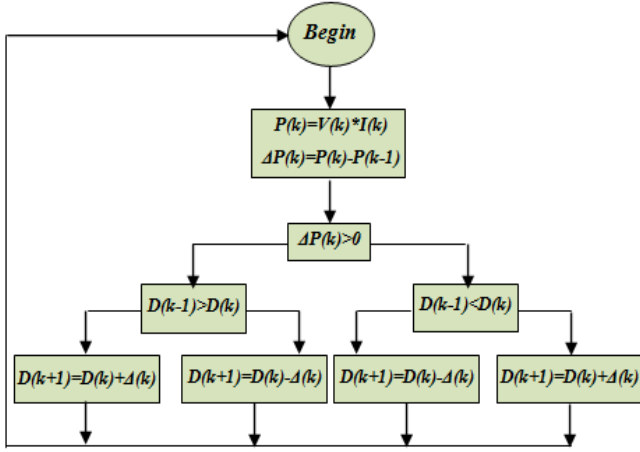 Begin
P(k)=V(k)*I(k)
ΔP(k)=P(k)-P(k-1)
ΔP(k)>0
D(k-1)>D(k)
D(k-1)<D(k)
D(k+1)=D(k)+Δ(k)
D(k+1)=D(k)-Δ(k)
D(k+1)=D(k)-Δ(k)
D(k+1)=D(k)+Δ(k)